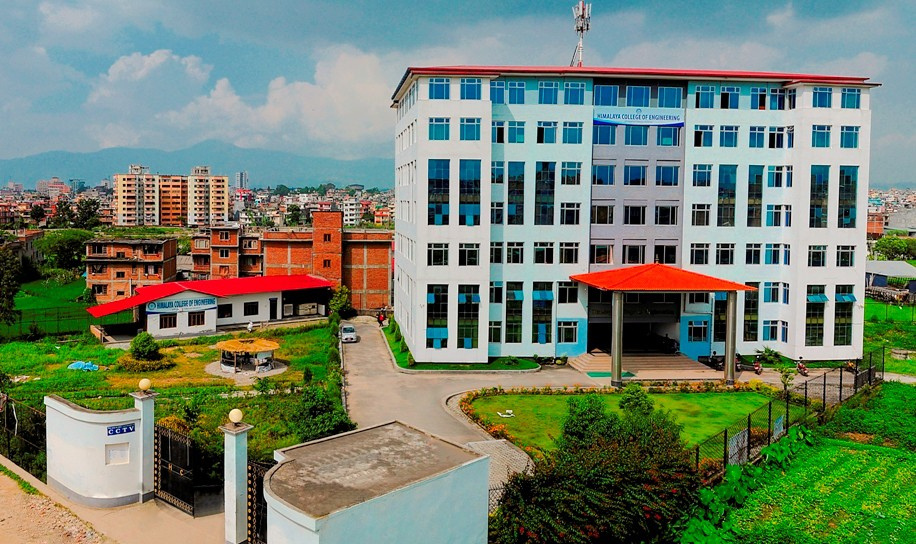 HIMALAYA COLLEGE OF ENGINEERING
HIMALAYA COLLEGE OF ENGINEERING
CCTV